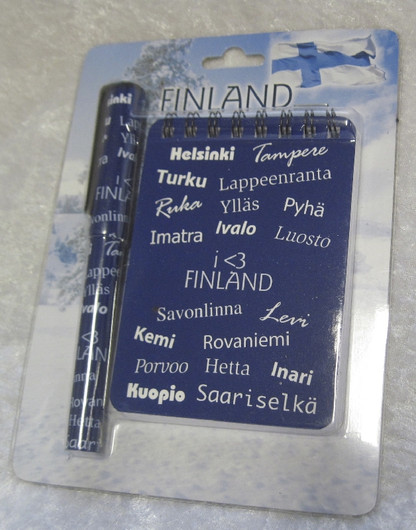 FINLAND
Helsinki Tampere
Turku Lappeenranta
Ruka Ylläs Pyhä
Imatra Ivalo Luosto
i <3
FINLAND
Savonlinna Levi
Kemi Rovaniemi
Porvoo Hetta Inari
Kuopio Saariselkä